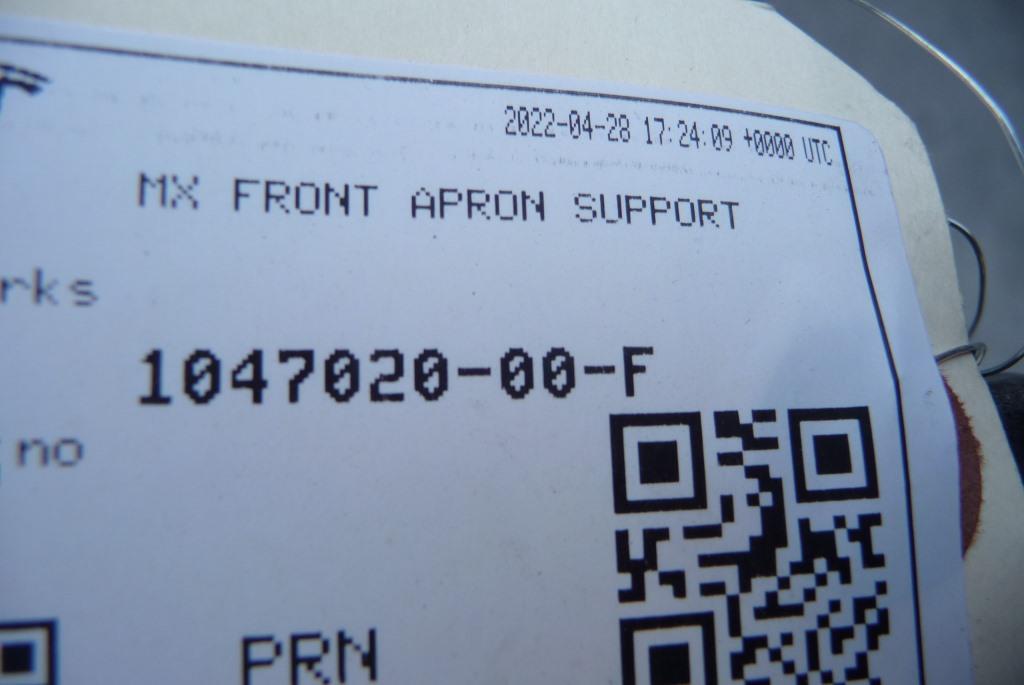 2022-04-28 17:24:09 +0000 UTC
MX FRONT APRON SUPPORT
rks
1047020-00-F
no
PRN